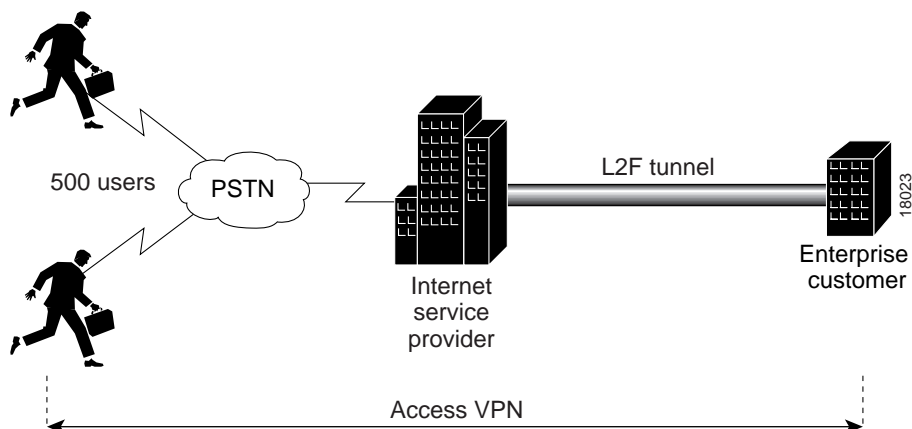 500 users
PSTN
L2F tunnel
18023
Internet
service
provider
Enterprise
customer
Access VPN